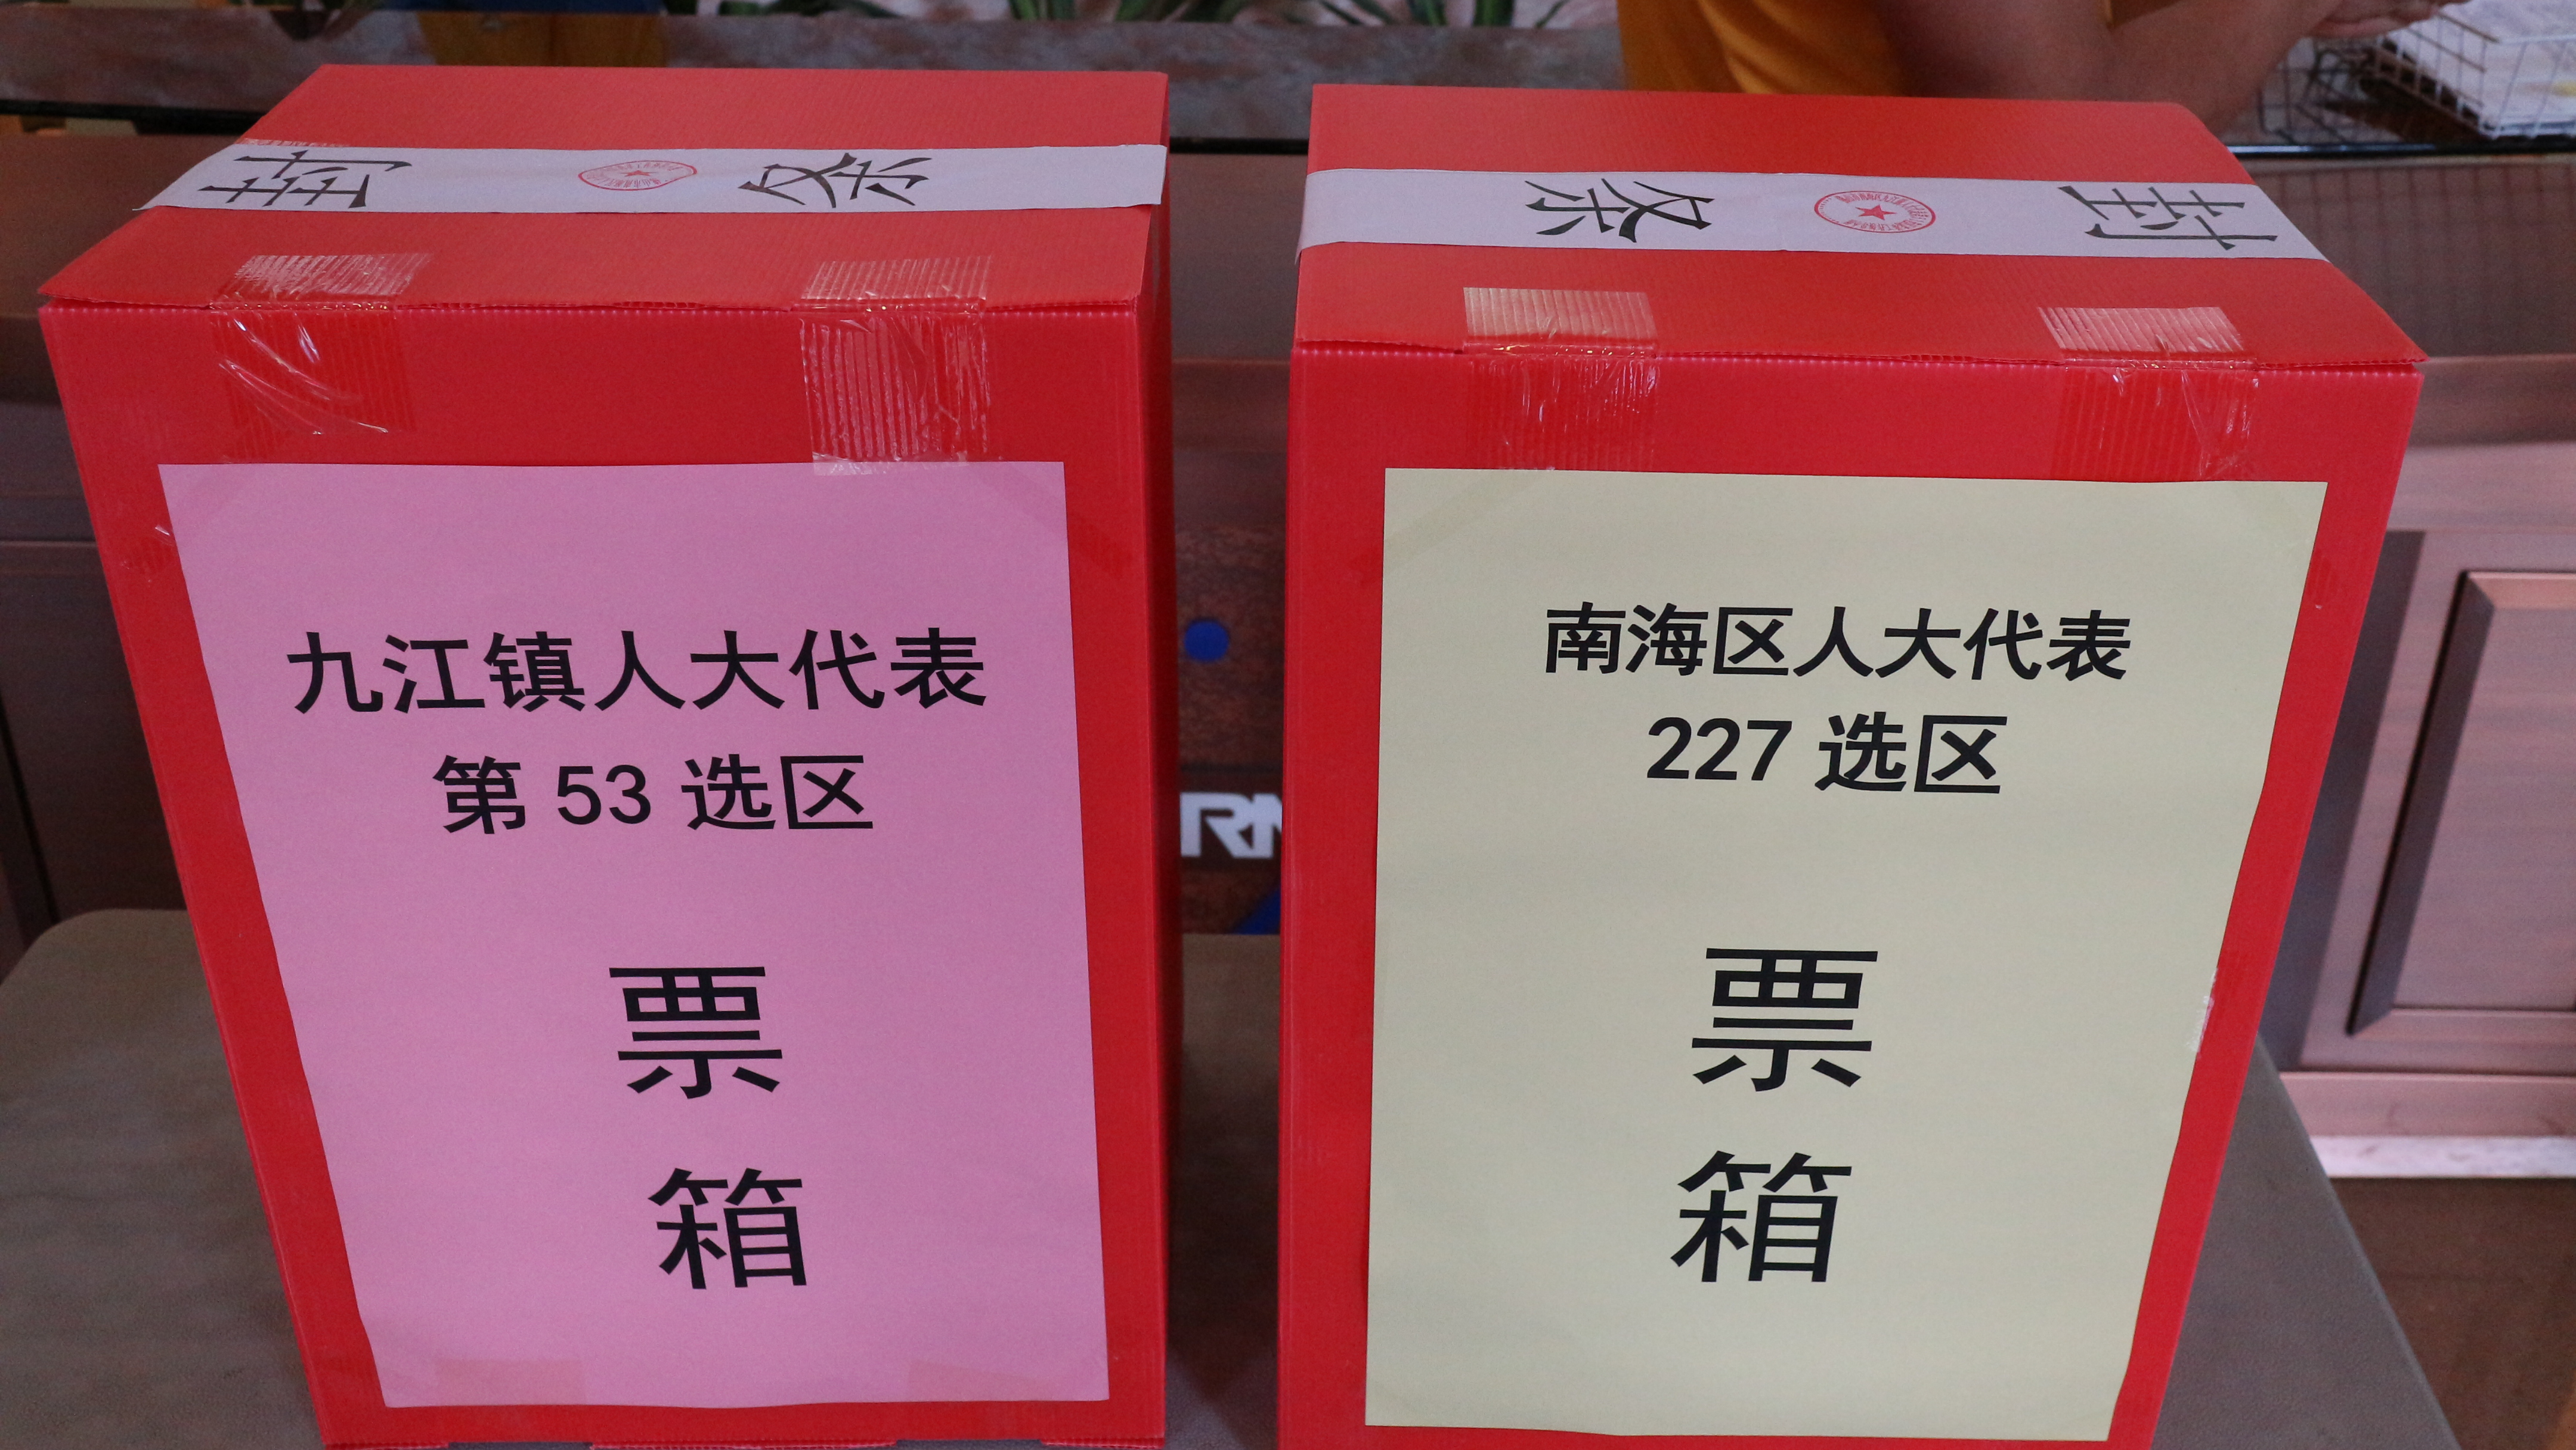 封条
封条
九江镇人大代表
第 53 选区
票
箱
南海区人大代表
227 选区
票
箱
RN